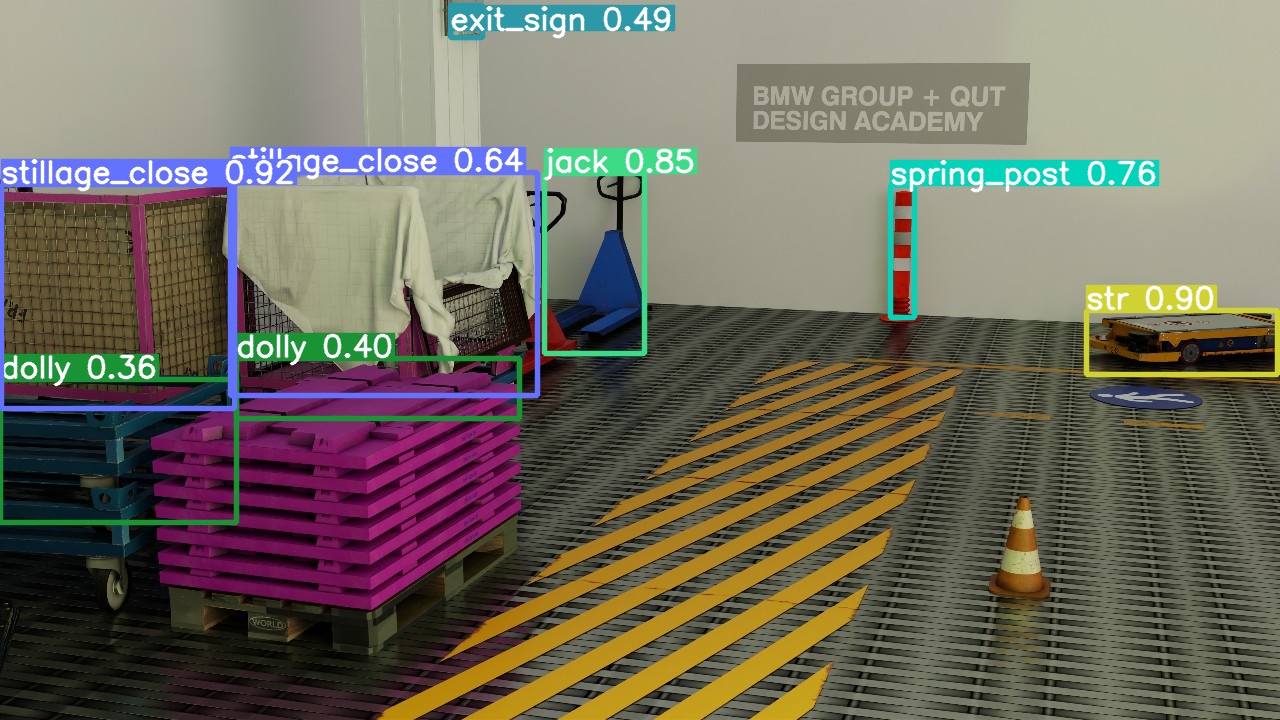 exit_sign 0.49
BMW GROUP + QUT
DESIGN ACADEMY
stillage_close 0.92
stillage_close 0.64
jack 0.85
spring_post 0.76
str 0.90
dolly 0.36
dolly 0.40
WORLD